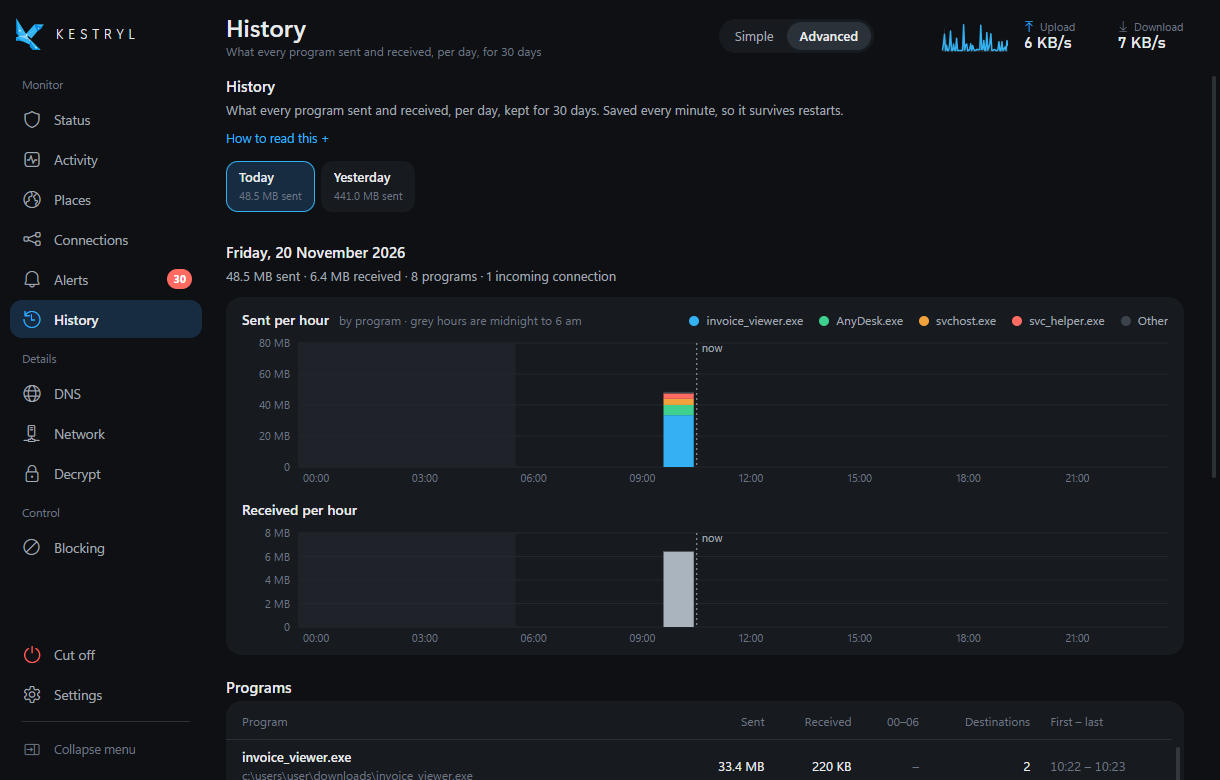 KESTRYL
Monitor
Status
Activity
Places
Connections
Alerts 30
History
Details
DNS
Network
Decrypt
Control
Blocking
Cut off
Settings
Collapse menu
History
What every program sent and received, per day, for 30 days
Simple Advanced
Upload
6 KB/s
Download
7 KB/s
History
What every program sent and received, per day, kept for 30 days. Saved every minute, so it survives restarts.
How to read this +
Today
48.5 MB sent
Yesterday
441.0 MB sent
Friday, 20 November 2026
48.5 MB sent · 6.4 MB received · 8 programs · 1 incoming connection
Sent per hour by program · grey hours are midnight to 6 am
invoice_viewer.exe AnyDesk.exe svchost.exe svc_helper.exe Other
80 MB
60 MB
40 MB
20 MB
0
now
00:00 03:00 06:00 09:00 12:00 15:00 18:00 21:00
Received per hour
8 MB
6 MB
4 MB
2 MB
0
now
00:00 03:00 06:00 09:00 12:00 15:00 18:00 21:00
Programs
Program Sent Received 00–06 Destinations First – last
invoice_viewer.exe
c:\users\user\downloads\invoice_viewer.exe
33.4 MB 220 KB – 2 10:22 – 10:23